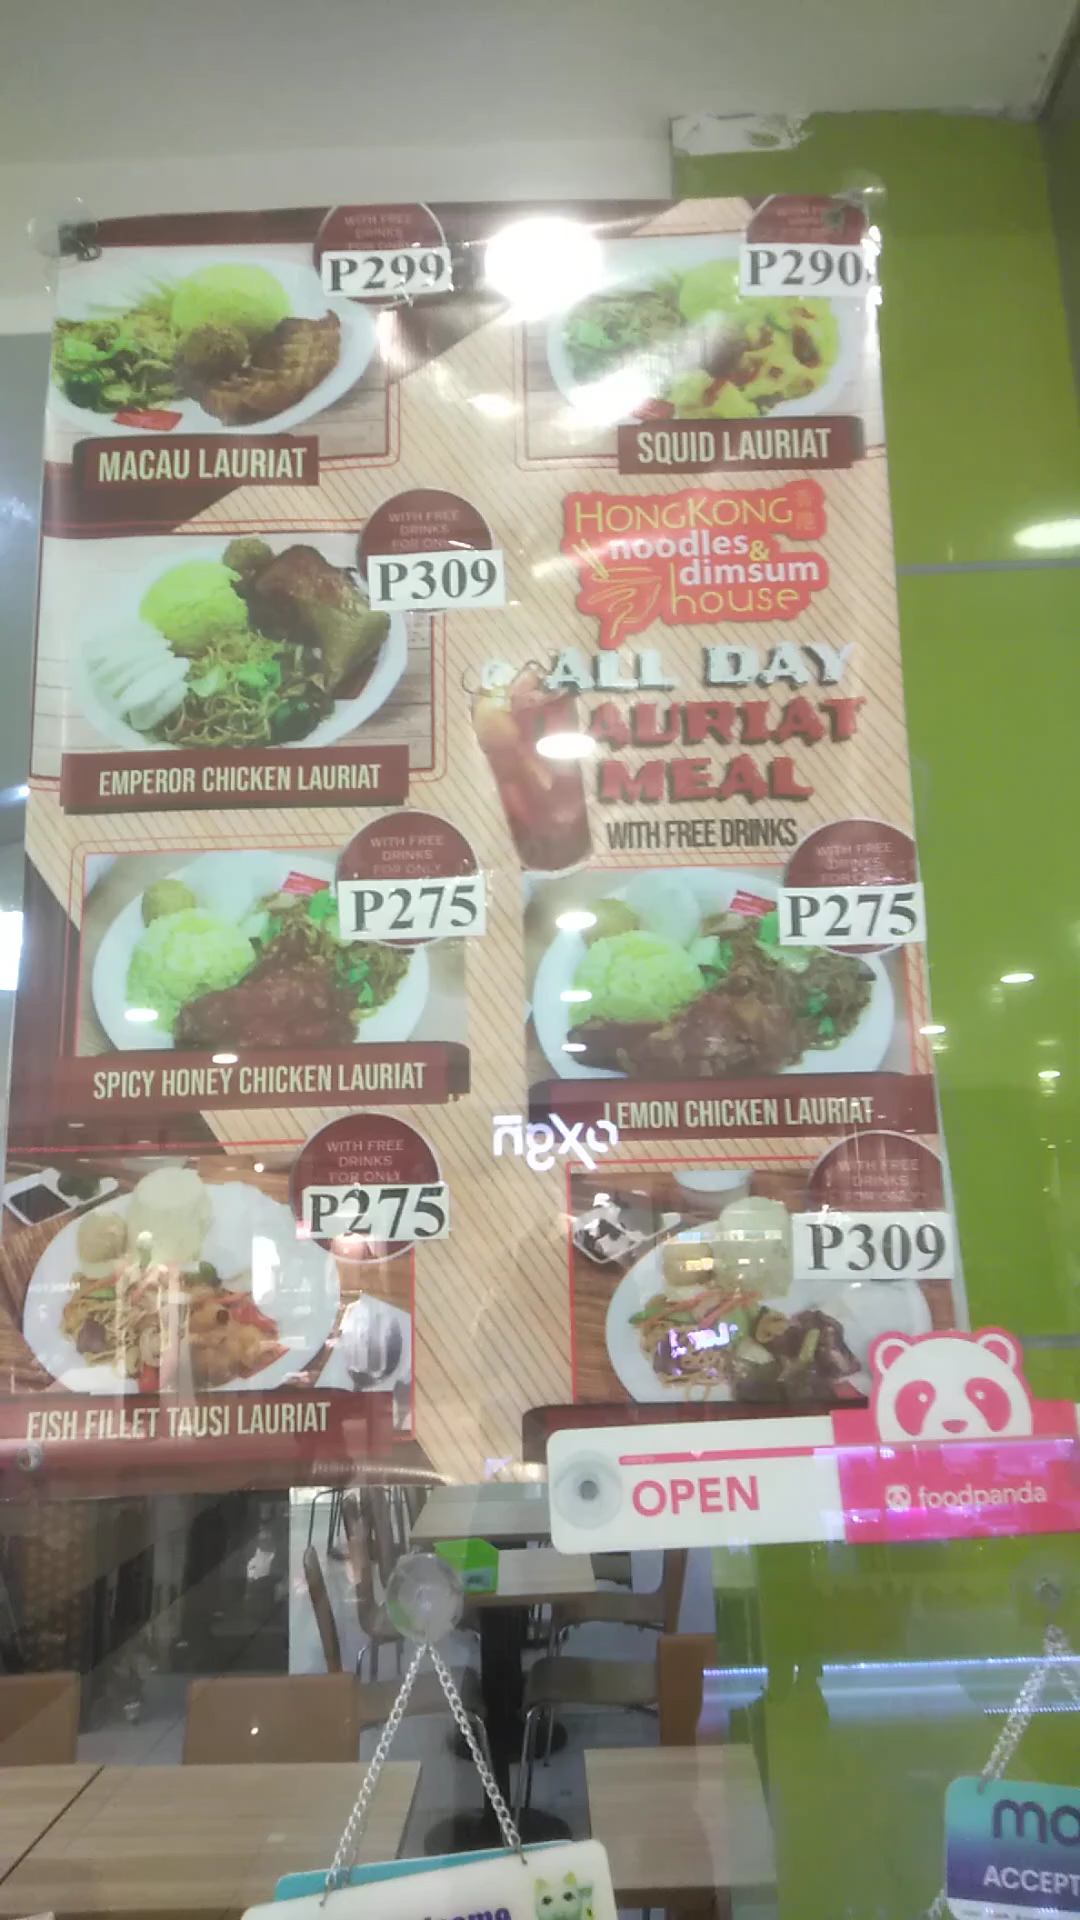 WITH FREE
DRINKS
FOR ONLY
P299
MACAU LAURIAT
P290
SQUID LAURIAT
HONGKONG
noodles &
dimsum
house
WITH FREE
DRINKS
FOR ONLY
P309
EMPEROR CHICKEN LAURIAT
ALL DAY
LAURIAT
MEAL
WITH FREE DRINKS
WITH FREE
DRINKS
FOR ONLY
P275
SPICY HONEY CHICKEN LAURIAT
WITH FREE
DRINKS
P275
LEMON CHICKEN LAURIAT
WITH FREE
DRINKS
FOR ONLY
P275
FISH FILLET TAUSI LAURIAT
WITH FREE
DRINKS
FOR ONLY
P309
OPEN
foodpanda
ACCEPT